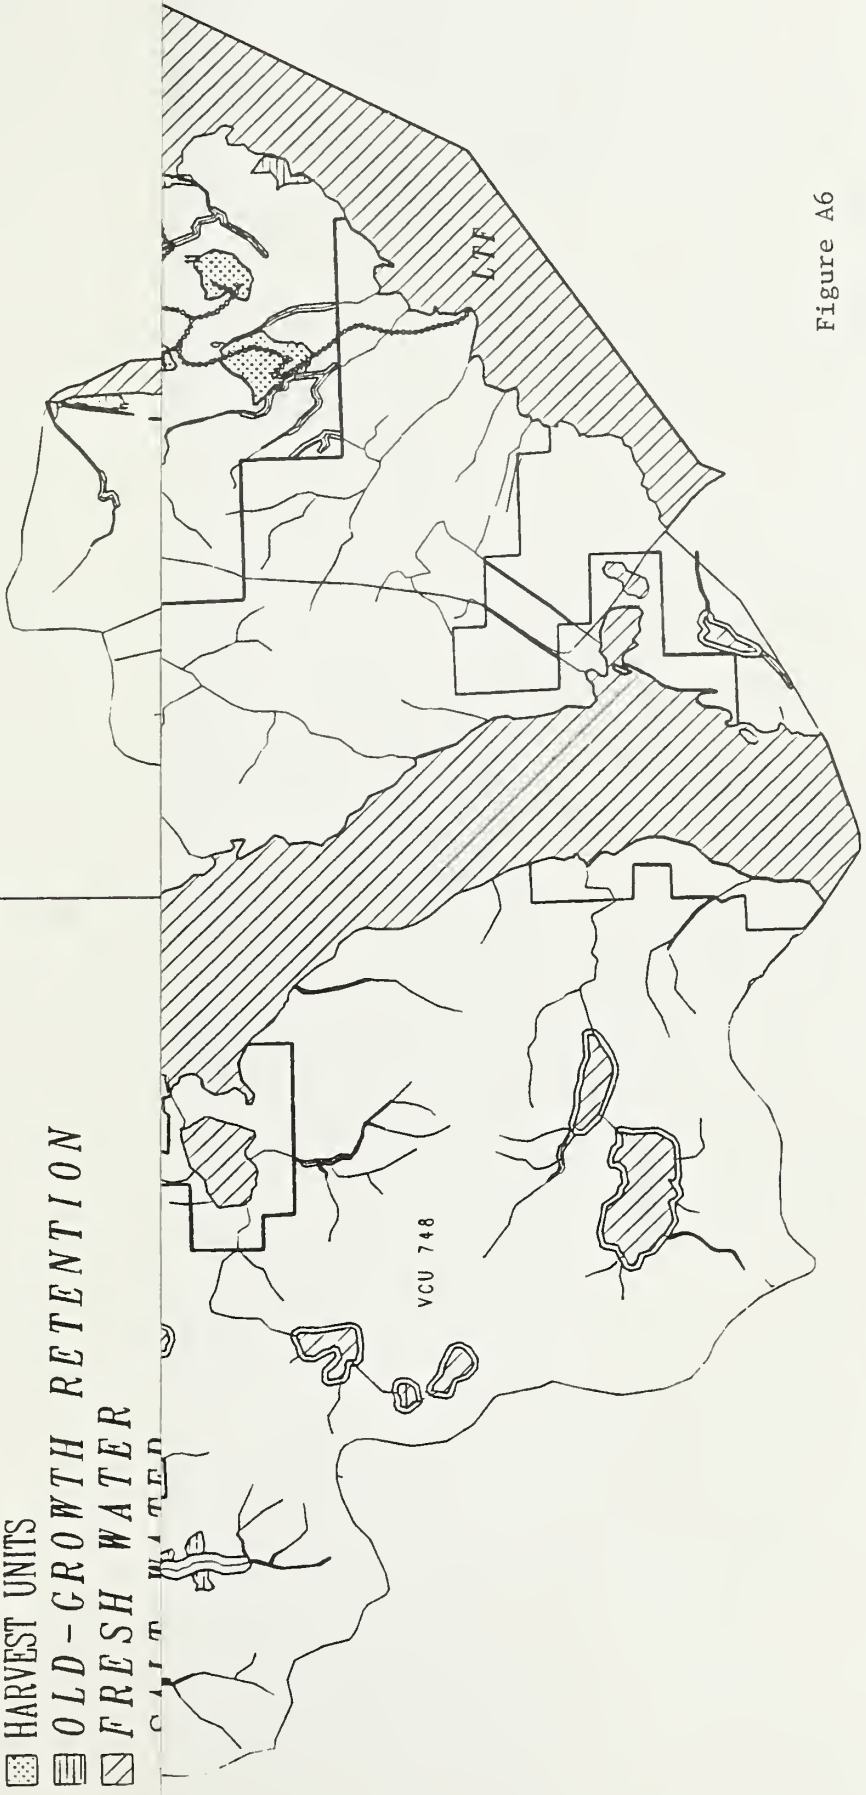 HARVEST UNITS
OLD-GROWTH RETENTION
FRESH WATER
VCU 748
LTF
Figure A6